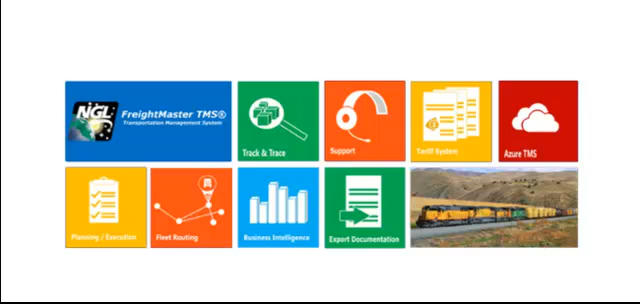 NGL
FreightMaster TMS®
Transportation Management System
Track & Trace
Support
Tariff System
Azure TMS
Planning / Execution
Fleet Routing
Business Intelligence
Export Documentation